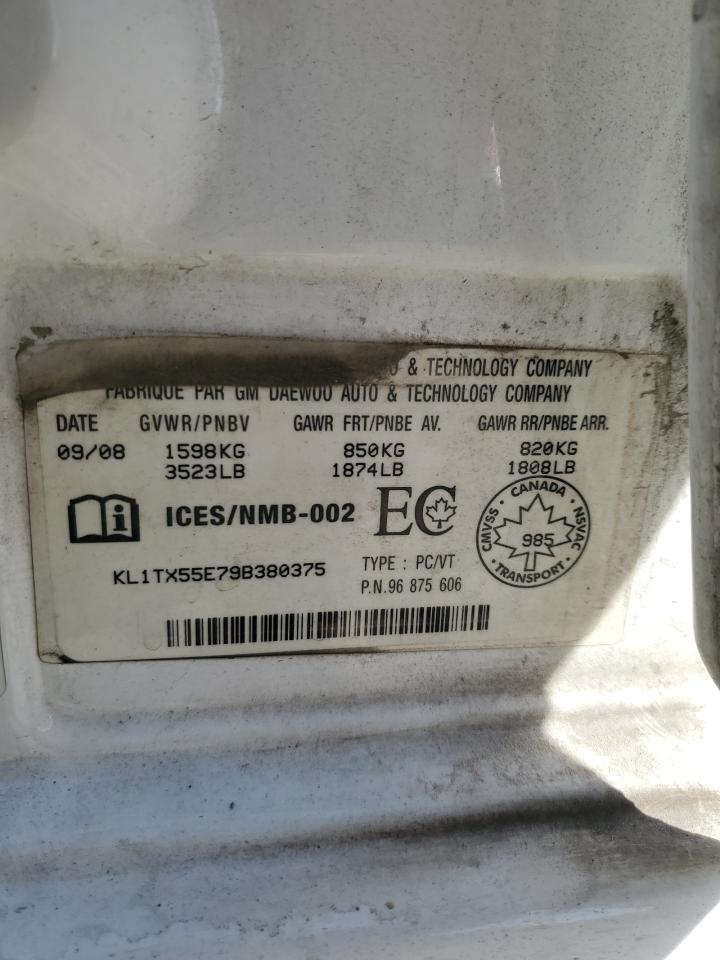 & TECHNOLOGY COMPANY
FABRIQUE PAR GM DAEWOO AUTO & TECHNOLOGY COMPANY
DATE GVWR/PNBV GAWR FRT/PNBE AV. GAWR RR/PNBE ARR.
09/08 1598KG 850KG 820KG
3523LB 1874LB 1808LB
i ICES/NMB-002 EC
CANADA
CMVSS 985 NSVAC
TRANSPORT
KL1TX55E79B380375 TYPE : PC/VT
P.N.96 875 606